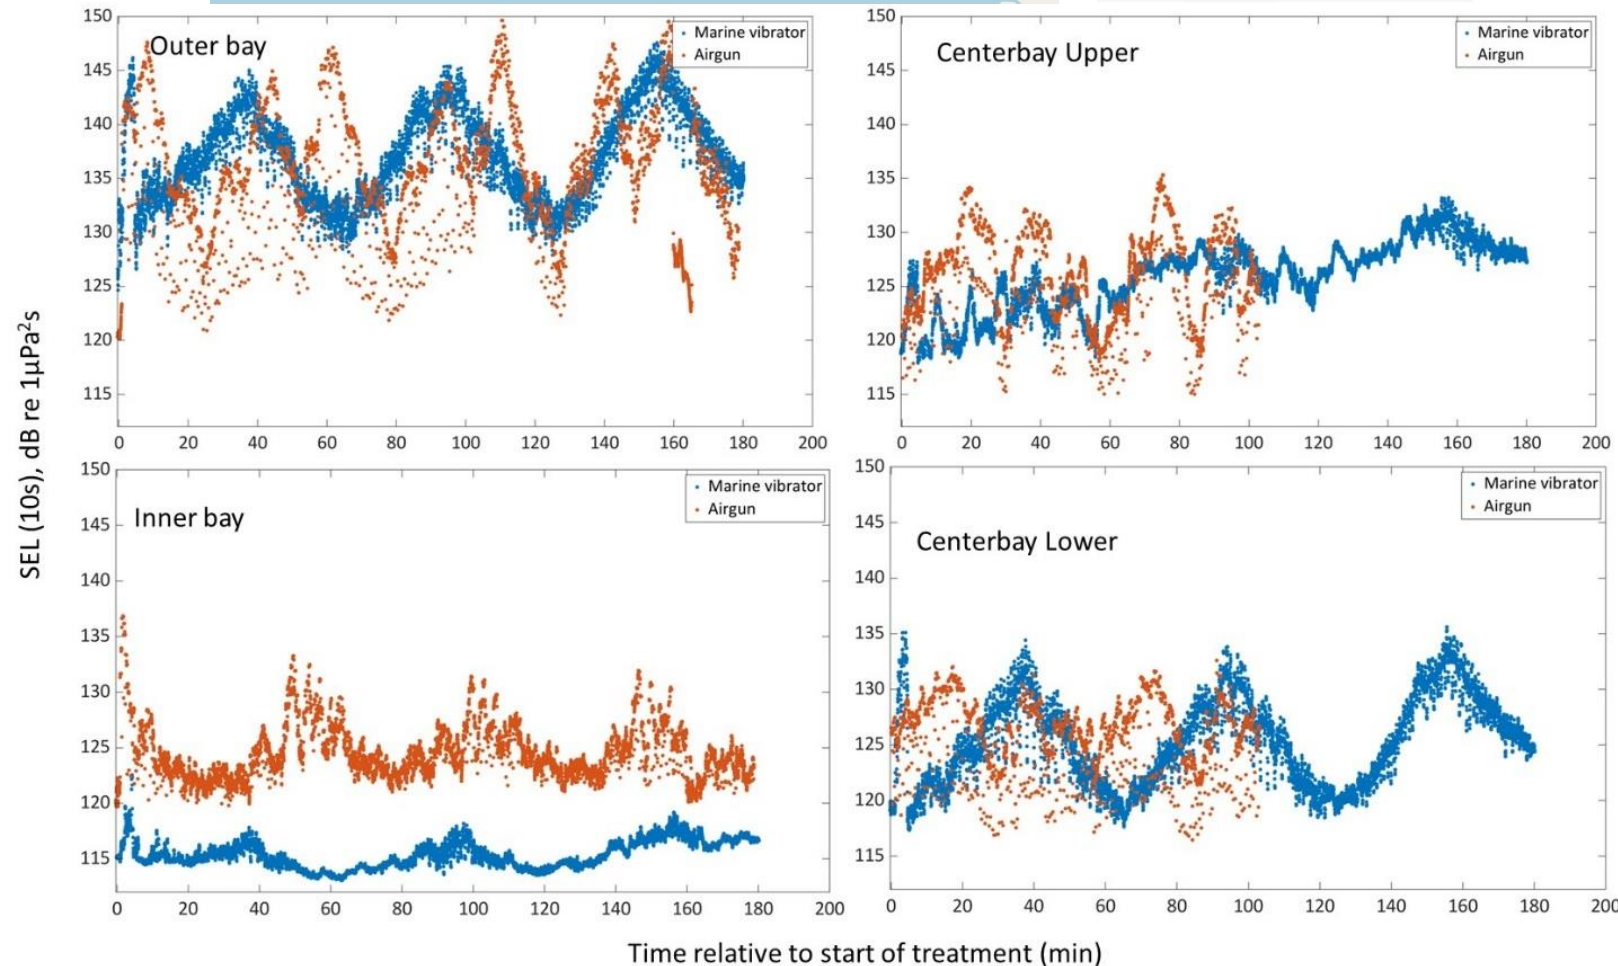 Outer bay
Marine vibrator
Airgun
150
145
140
135
130
125
120
115
0 20 40 60 80 100 120 140 160 180 200
Centerbay Upper
Marine vibrator
Airgun
150
145
140
135
130
125
120
115
0 20 40 60 80 100 120 140 160 180 200
SEL (10s), dB re 1µPa²s
Inner bay
Marine vibrator
Airgun
150
145
140
135
130
125
120
115
0 20 40 60 80 100 120 140 160 180 200
Centerbay Lower
Marine vibrator
Airgun
150
145
140
135
130
125
120
115
0 20 40 60 80 100 120 140 160 180 200
Time relative to start of treatment (min)